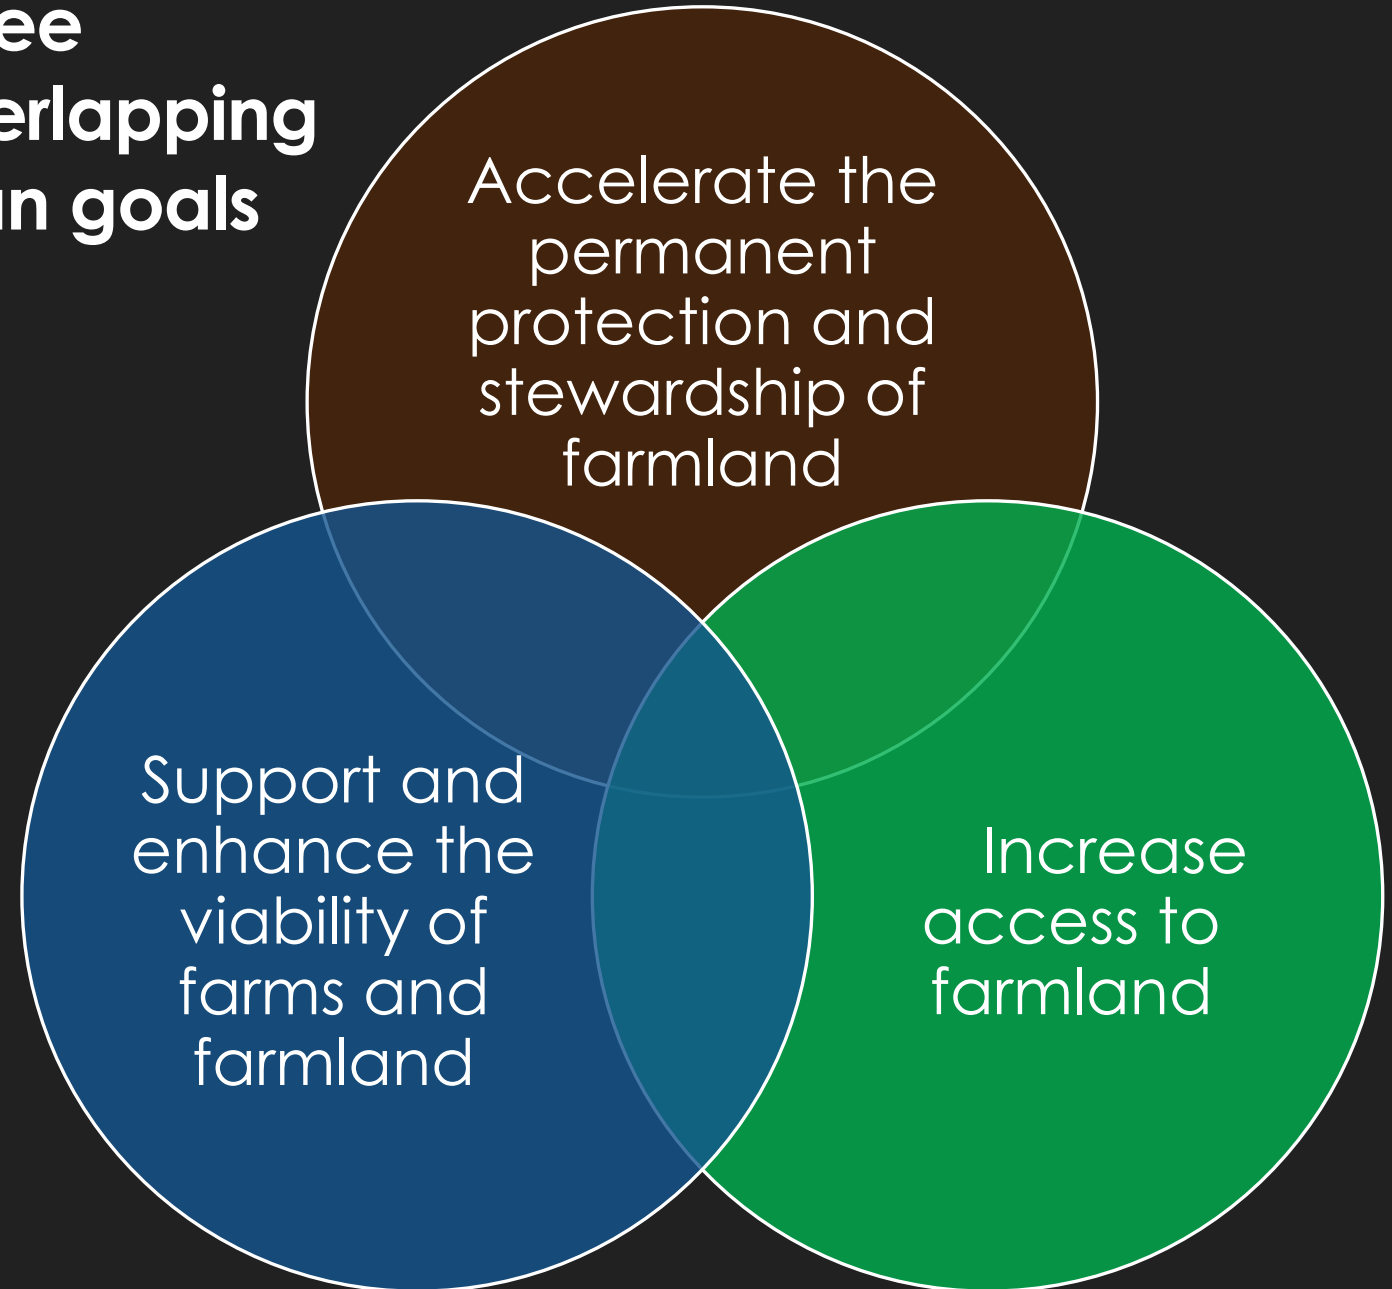 ee
erlapping
an goals
Accelerate the
permanent
protection and
stewardship of
farmland
Support and
enhance the
viability of
farms and
farmland
Increase
access to
farmland